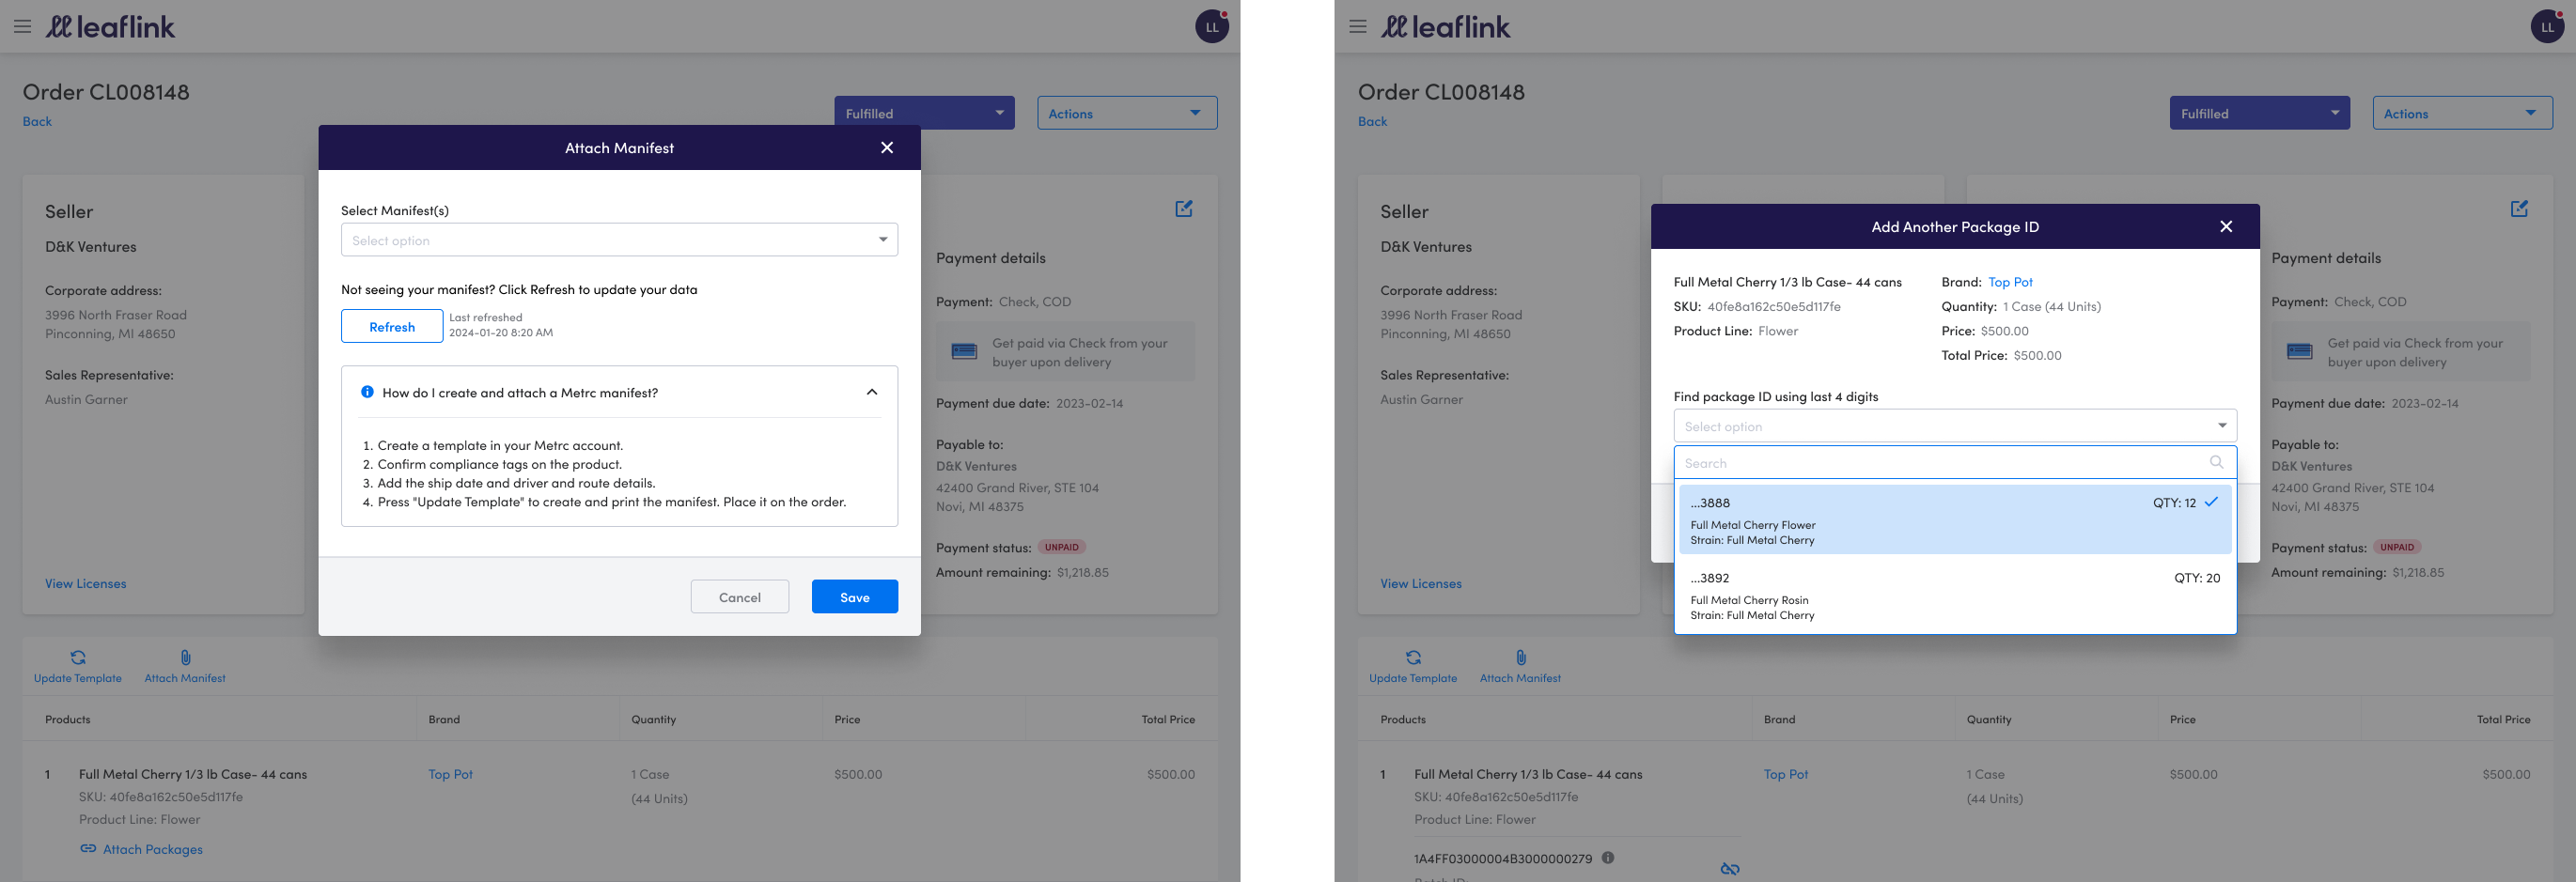 leaflink
LL
Order CL008148
Back
Fulfilled
Actions
Attach Manifest
Select Manifest(s)
Select option
Not seeing your manifest? Click Refresh to update your data
Refresh
Last refreshed
2024-01-20 8:20 AM
How do I create and attach a Metrc manifest?
1. Create a template in your Metrc account.
2. Confirm compliance tags on the product.
3. Add the ship date and driver and route details.
4. Press "Update Template" to create and print the manifest. Place it on the order.
Cancel
Save
Seller
D&K Ventures
Corporate address:
3996 North Fraser Road
Pinconning, MI 48650
Sales Representative:
Austin Garner
View Licenses
Payment details
Payment: Check, COD
Get paid via Check from your
buyer upon delivery
Payment due date: 2023-02-14
Payable to:
D&K Ventures
42400 Grand River, STE 104
Novi, MI 48375
Payment status: UNPAID
Amount remaining: $1,218.85
Update Template
Attach Manifest
Products
Brand
Quantity
Price
Total Price
1
Full Metal Cherry 1/3 lb Case- 44 cans
SKU: 40fe8a162c50e5d117fe
Product Line: Flower
Attach Packages
Top Pot
1 Case
(44 Units)
$500.00
$500.00
leaflink
LL
Order CL008148
Back
Fulfilled
Actions
Add Another Package ID
Full Metal Cherry 1/3 lb Case- 44 cans
SKU: 40fe8a162c50e5d117fe
Product Line: Flower
Brand: Top Pot
Quantity: 1 Case (44 Units)
Price: $500.00
Total Price: $500.00
Find package ID using last 4 digits
Select option
Search
...3888
QTY: 12
Full Metal Cherry Flower
Strain: Full Metal Cherry
...3892
QTY: 20
Full Metal Cherry Rosin
Strain: Full Metal Cherry
Seller
D&K Ventures
Corporate address:
3996 North Fraser Road
Pinconning, MI 48650
Sales Representative:
Austin Garner
View Licenses
Payment details
Payment: Check, COD
Get paid via Check from your
buyer upon delivery
Payment due date: 2023-02-14
Payable to:
D&K Ventures
42400 Grand River, STE 104
Novi, MI 48375
Payment status: UNPAID
Amount remaining: $1,218.85
Update Template
Attach Manifest
Products
Brand
Quantity
Price
Total Price
1
Full Metal Cherry 1/3 lb Case- 44 cans
SKU: 40fe8a162c50e5d117fe
Product Line: Flower
1A4FF03000004B3000000279
Batch ID:
Top Pot
1 Case
(44 Units)
$500.00
$500.00